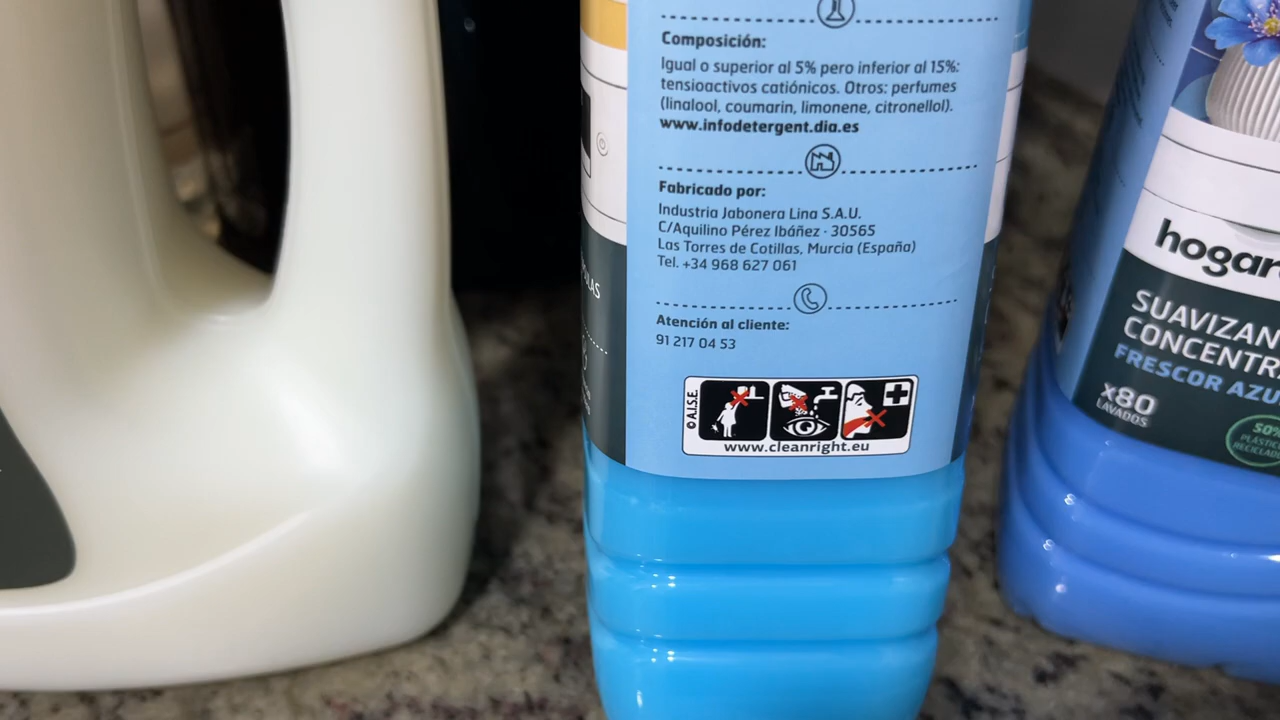 Composición:
Igual o superior al 5% pero inferior al 15%:
tensioactivos catiónicos. Otros: perfumes
(linalool, coumarin, limonene, citronellol).
www.infodetergent.dia.es
Fabricado por:
Industria Jabonera Lina S.A.U.
C/Aquilino Pérez Ibáñez · 30565
Las Torres de Cotillas, Murcia (España)
Tel. +34 968 627 061
Atención al cliente:
91 217 04 53
© A.I.S.E.
www.cleanright.eu
hogar
SUAVIZAN
CONCENTR
FRESCOR AZU
x80
LAVADOS
50%
PLÁSTIC
RECICLAD